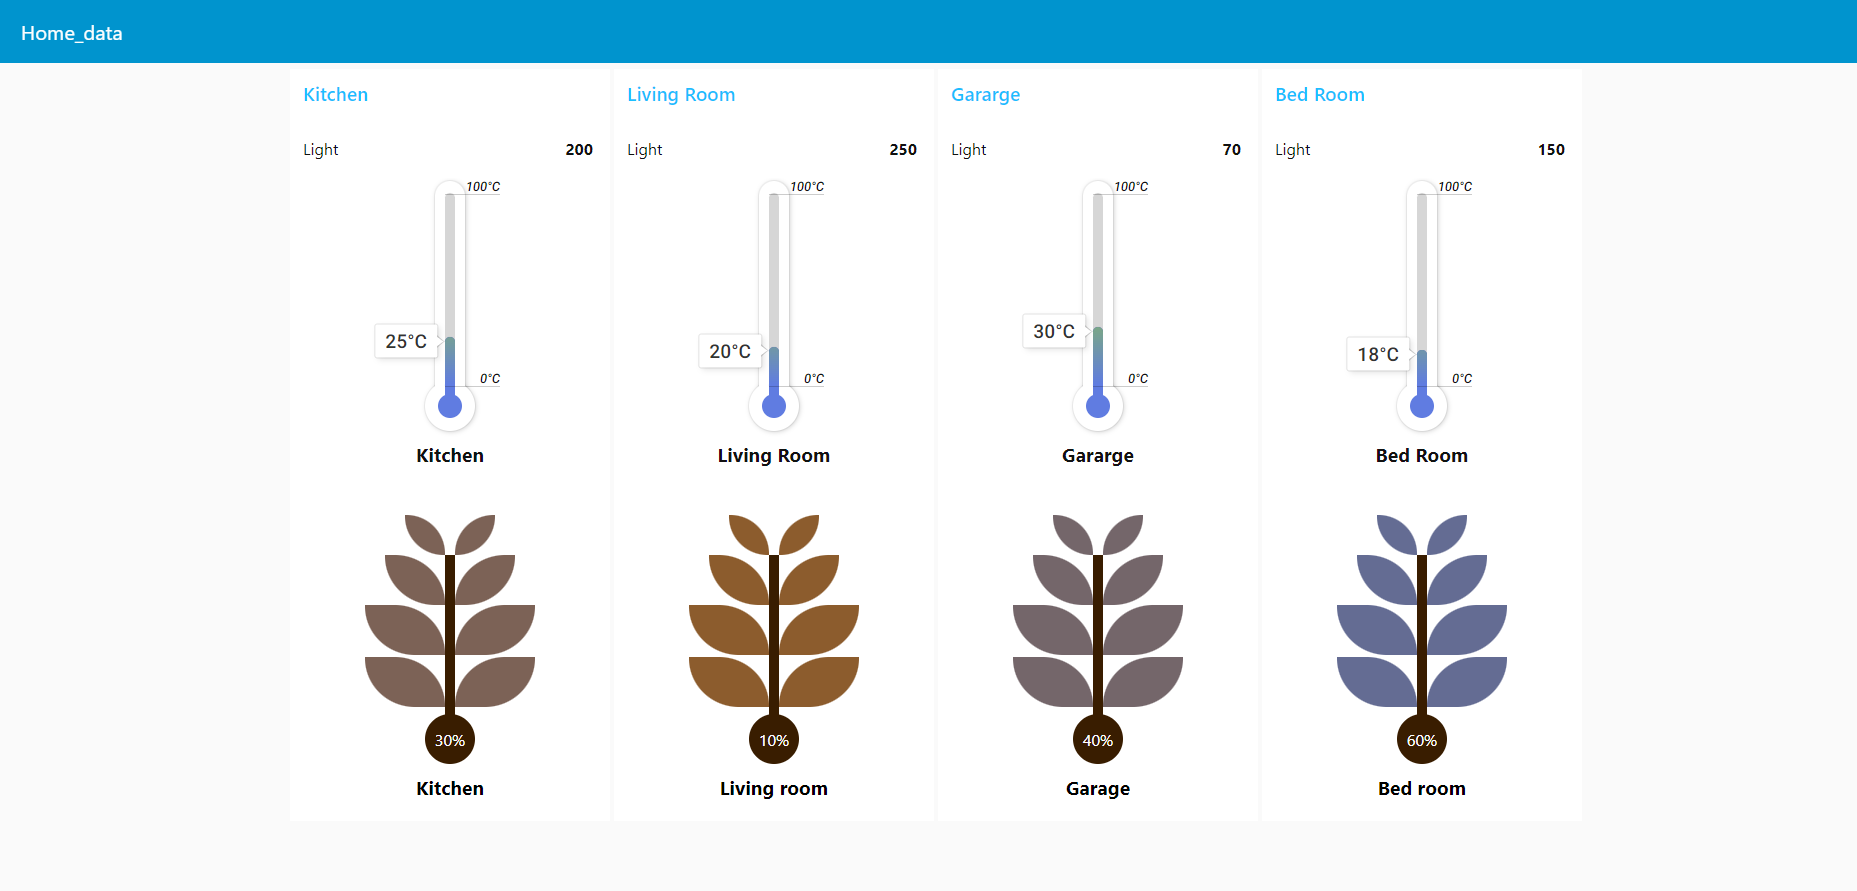 Home_data
Kitchen
Light 200
100°C
25°C
0°C
Kitchen
30%
Kitchen
Living Room
Light 250
100°C
20°C
0°C
Living Room
10%
Living room
Gararge
Light 70
100°C
30°C
0°C
Gararge
40%
Garage
Bed Room
Light 150
100°C
18°C
0°C
Bed Room
60%
Bed room